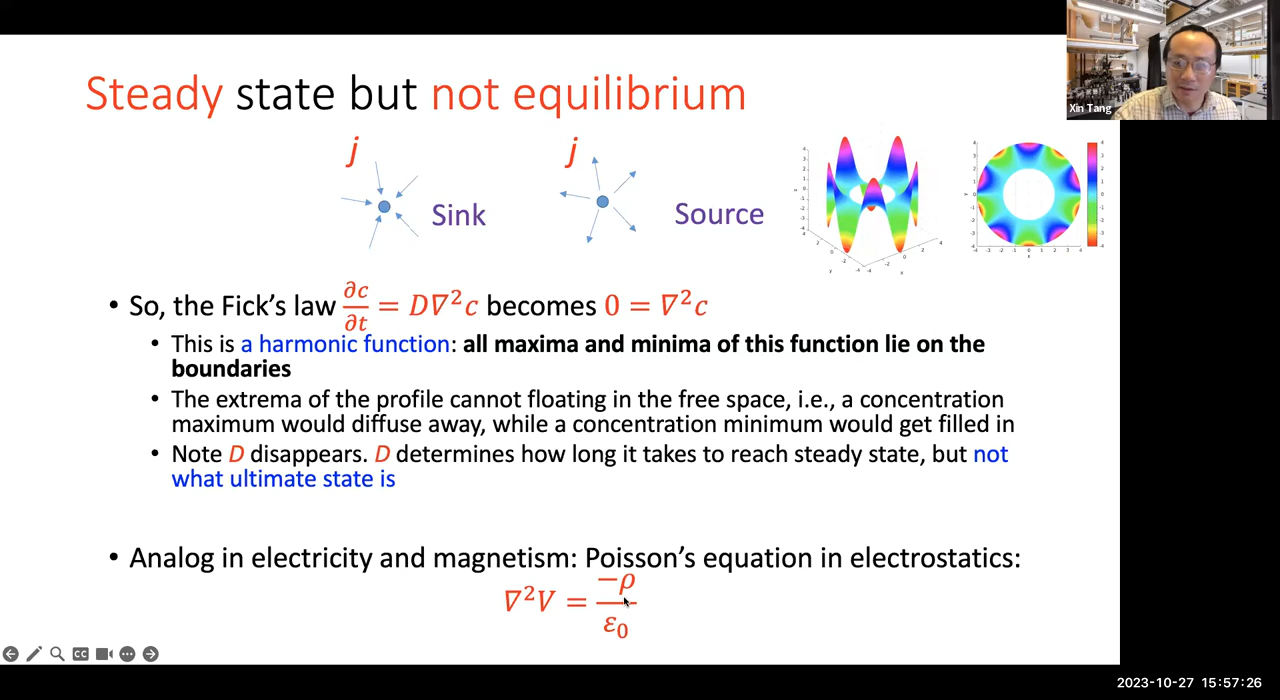 Xin Tang
Steady state but not equilibrium
j
j
Sink
Source
• So, the Fick's law ∂c/∂t = D∇²c becomes 0 = ∇²c
• This is a harmonic function: all maxima and minima of this function lie on the
boundaries
• The extrema of the profile cannot floating in the free space, i.e., a concentration
maximum would diffuse away, while a concentration minimum would get filled in
• Note D disappears. D determines how long it takes to reach steady state, but not
what ultimate state is
• Analog in electricity and magnetism: Poisson's equation in electrostatics:
∇²V = −ρ/ε₀
CC
2023-10-27 15:57:26